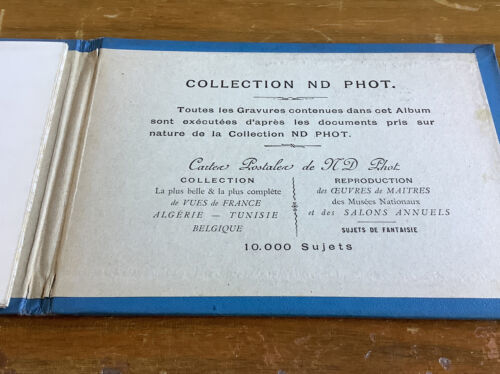 COLLECTION ND PHOT.
Toutes les Gravures contenues dans cet Album
sont exécutées d'après les documents pris sur
nature de la Collection ND PHOT.
Cartes Postales de ND Phot.
COLLECTION
La plus belle & la plus complète
de VUES de FRANCE
ALGÉRIE — TUNISIE
BELGIQUE
REPRODUCTION
des ŒUVRES de MAITRES
des Musées Nationaux
et des SALONS ANNUELS
SUJETS DE FANTAISIE
10.000 Sujets